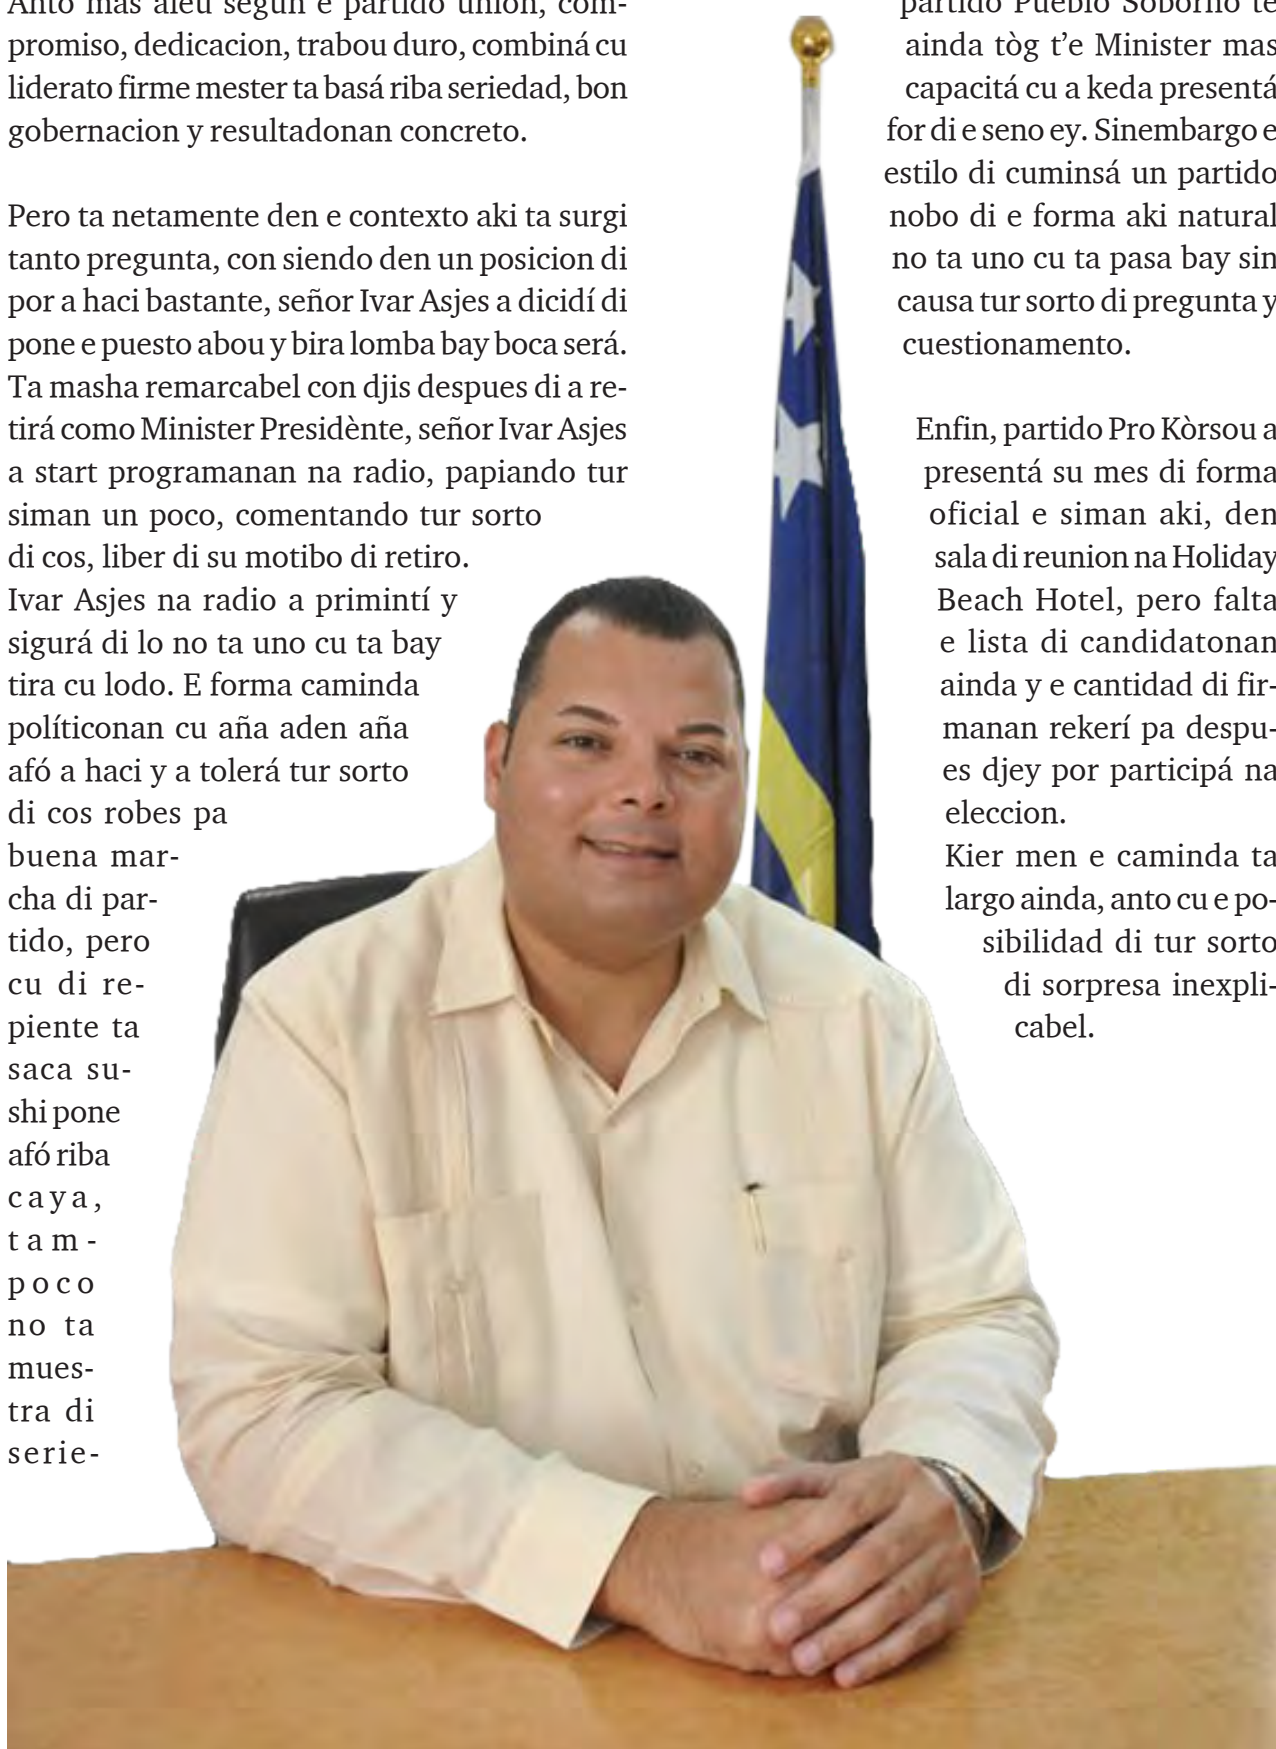 Anto mas aleu segun e partido union, com-
promiso, dedicacion, trabou duro, combiná cu
liderato firme mester ta basá riba seriedad, bon
gobernacion y resultadonan concreto.
Pero ta netamente den e contexto aki ta surgi
tanto pregunta, con siendo den un posicion di
por a haci bastante, señor Ivar Asjes a dicidí di
pone e puesto abou y bira lomba bay boca será.
Ta masha remarcabel con djis despues di a re-
tirá como Minister Presidènte, señor Ivar Asjes
a start programanan na radio, papiando tur
siman un poco, comentando tur sorto
di cos, liber di su motibo di retiro.
Ivar Asjes na radio a primintí y
sigurá di lo no ta uno cu ta bay
tira cu lodo. E forma caminda
políticonan cu aña aden aña
afó a haci y a tolerá tur sorto
di cos robes pa
buena mar-
cha di par-
tido, pero
cu di re-
piente ta
saca su-
shi pone
afó riba
caya,
tam-
poco
no ta
mues-
tra di
serie-
partido Pueblo Soborno te
ainda tòg t'e Minister mas
capacitá cu a keda presentá
for di e seno ey. Sinembargo e
estilo di cuminsá un partido
nobo di e forma aki natural
no ta uno cu ta pasa bay sin
causa tur sorto di pregunta y
cuestionamento.
Enfin, partido Pro Kòrsou a
presentá su mes di forma
oficial e siman aki, den
sala di reunion na Holiday
Beach Hotel, pero falta
e lista di candidatonan
ainda y e cantidad di fir-
manan rekerí pa despu-
es djey por participá na
eleccion.
Kier men e caminda ta
largo ainda, anto cu e po-
sibilidad di tur sorto
di sorpresa inexpli-
cabel.